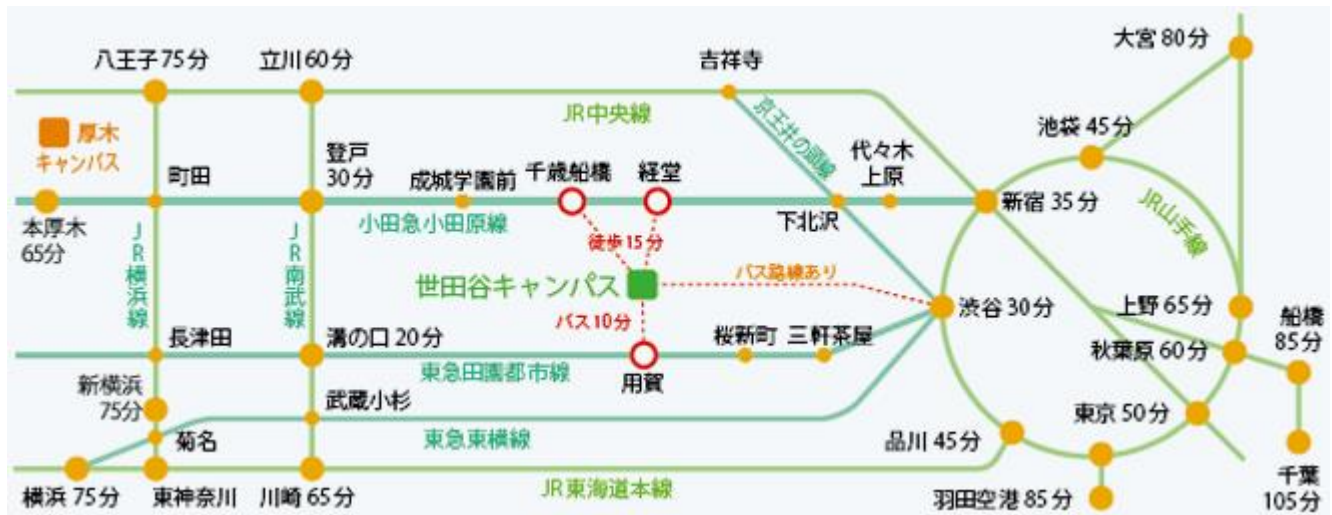 大宮80分
八王子75分
立川60分
吉祥寺
JR中央線
京王井の頭線
池袋45分
厚木
キャンパス
町田
登戸
30分
成城学園前
千歳船橋
経堂
代々木
上原
新宿35分
JR山手線
本厚木
65分
小田急小田原線
下北沢
徒歩15分
JR横浜線
JR南武線
世田谷キャンパス
バス路線あり
バス10分
渋谷30分
上野65分
船橋
85分
長津田
溝の口20分
桜新町
三軒茶屋
秋葉原60分
東急田園都市線
用賀
新横浜
75分
武蔵小杉
東京50分
菊名
東急東横線
品川45分
横浜75分
東神奈川
川崎65分
JR東海道本線
羽田空港85分
千葉
105分